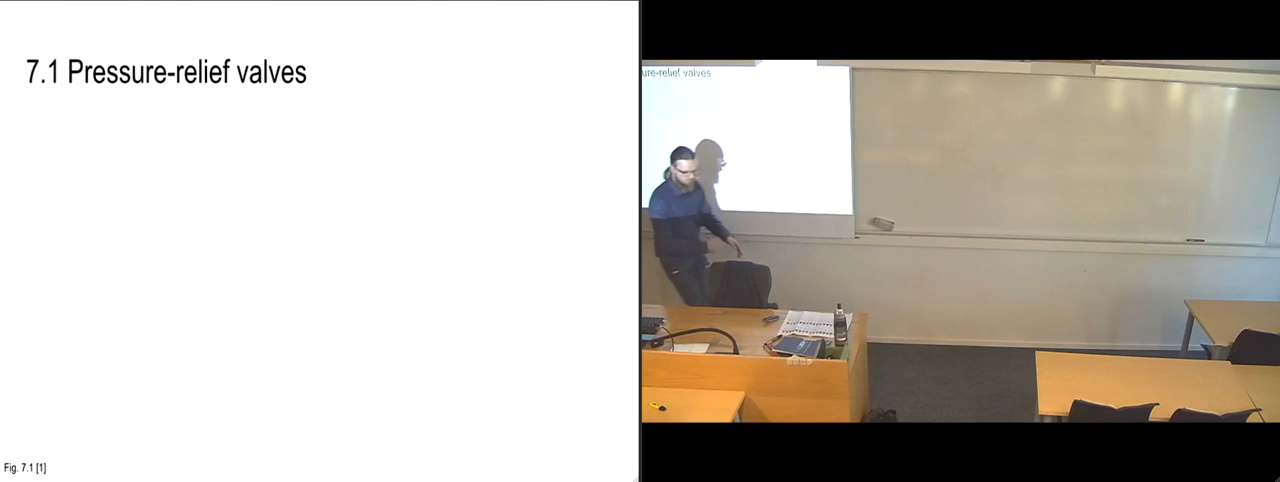 7.1 Pressure-relief valves
Fig. 7.1 [1]
ure-relief valves